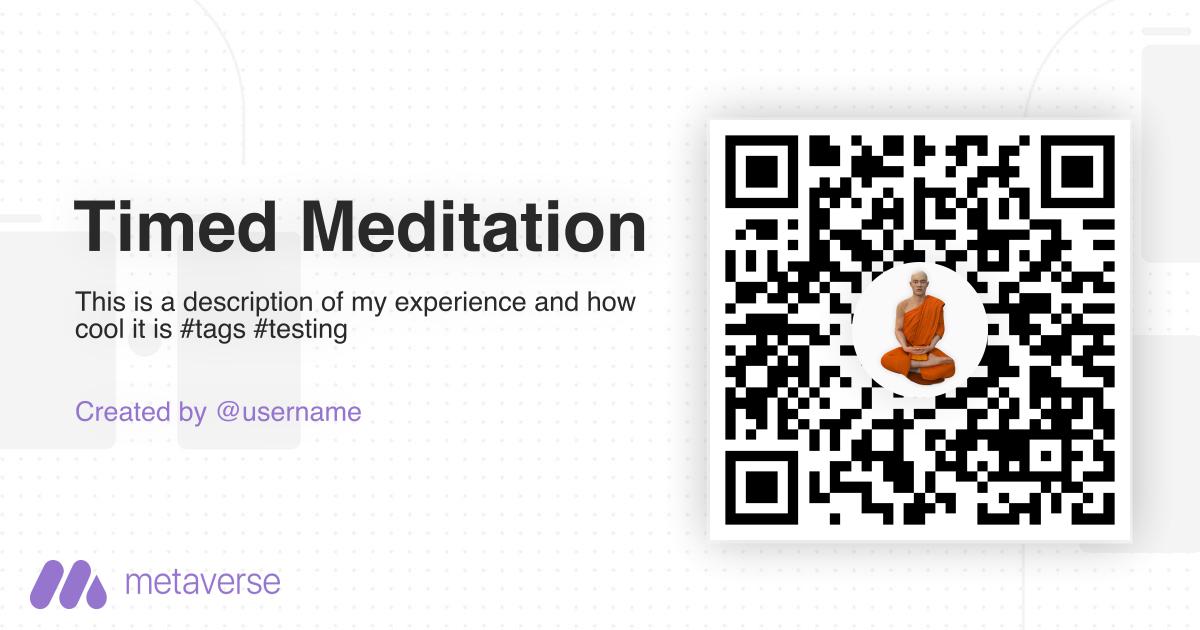 Timed Meditation
This is a description of my experience and how
cool it is #tags #testing
Created by @username
metaverse